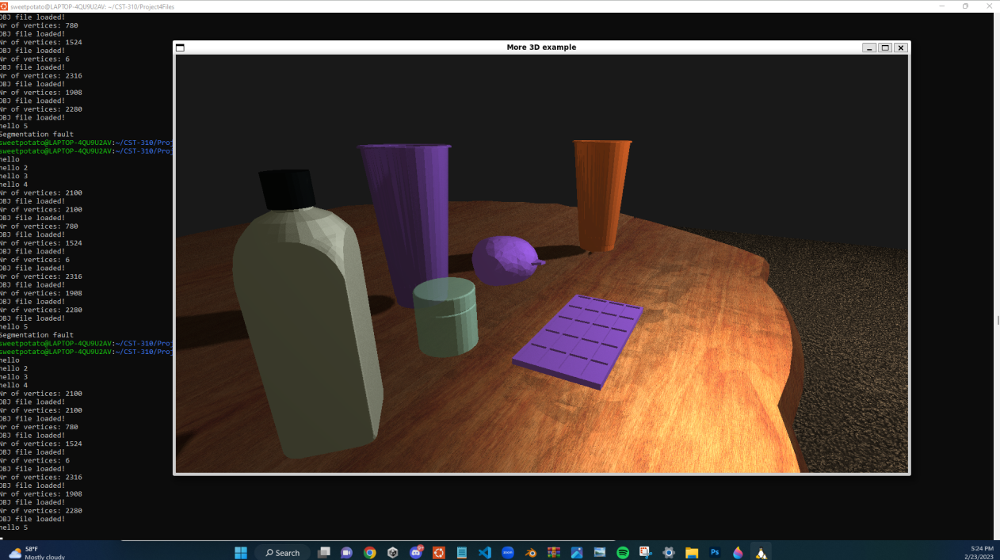 sweetpotato@LAPTOP-4QU9U2AV: ~/CST-310/Project4Files
OBJ file loaded!
Nr of vertices: 780
OBJ file loaded!
Nr of vertices: 1524
OBJ file loaded!
Nr of vertices: 6
OBJ file loaded!
Nr of vertices: 2316
OBJ file loaded!
Nr of vertices: 1908
OBJ file loaded!
Nr of vertices: 2280
OBJ file loaded!
hello 5
Segmentation fault
sweetpotato@LAPTOP-4QU9U2AV:~/CST-310/Proj
sweetpotato@LAPTOP-4QU9U2AV:~/CST-310/Proj
hello
hello 2
hello 3
hello 4
Nr of vertices: 2100
OBJ file loaded!
Nr of vertices: 2100
OBJ file loaded!
Nr of vertices: 780
OBJ file loaded!
Nr of vertices: 1524
OBJ file loaded!
Nr of vertices: 6
OBJ file loaded!
Nr of vertices: 2316
OBJ file loaded!
Nr of vertices: 1908
OBJ file loaded!
Nr of vertices: 2280
OBJ file loaded!
hello 5
Segmentation fault
sweetpotato@LAPTOP-4QU9U2AV:~/CST-310/Proj
sweetpotato@LAPTOP-4QU9U2AV:~/CST-310/Proj
hello
hello 2
hello 3
hello 4
Nr of vertices: 2100
OBJ file loaded!
Nr of vertices: 2100
OBJ file loaded!
Nr of vertices: 780
OBJ file loaded!
Nr of vertices: 1524
OBJ file loaded!
Nr of vertices: 6
OBJ file loaded!
Nr of vertices: 2316
OBJ file loaded!
Nr of vertices: 1908
OBJ file loaded!
Nr of vertices: 2280
OBJ file loaded!
hello 5
More 3D example
58°F
Mostly cloudy
Search
zoom
Ps
5:24 PM
2/23/2023